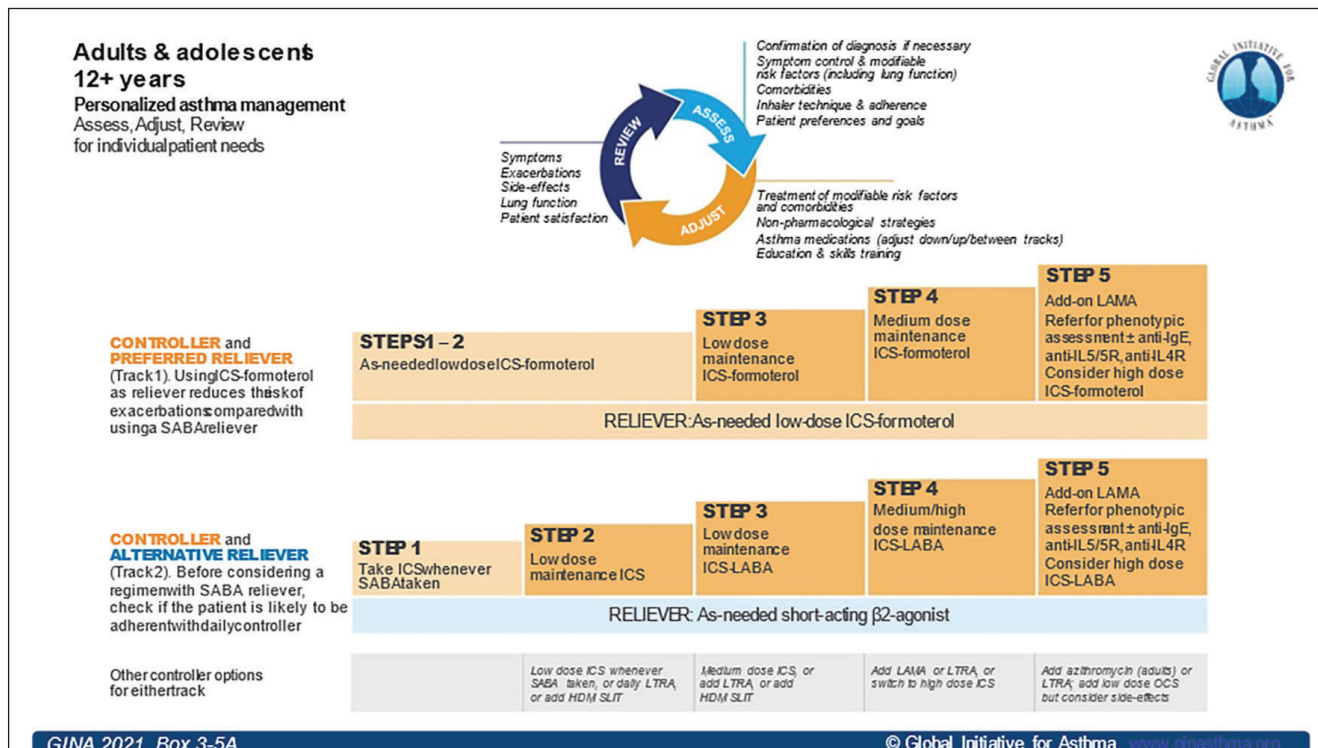 Adults & adolescents
12+ years
Personalized asthma management
Assess, Adjust, Review
for individual patient needs
GLOBAL INITIATIVE FOR
ASTHMA
REVIEW
ASSESS
ADJUST
Confirmation of diagnosis if necessary
Symptom control & modifiable
risk factors (including lung function)
Comorbidities
Inhaler technique & adherence
Patient preferences and goals
Symptoms
Exacerbations
Side-effects
Lung function
Patient satisfaction
Treatment of modifiable risk factors
and comorbidities
Non-pharmacological strategies
Asthma medications (adjust down/up/between tracks)
Education & skills training
CONTROLLER and
PREFERRED RELIEVER
(Track 1). Using ICS-formoterol
as reliever reduces the risk of
exacerbations compared with
using a SABA reliever
STEPS 1 – 2
As-needed low dose ICS-formoterol
STEP 3
Low dose
maintenance
ICS-formoterol
STEP 4
Medium dose
maintenance
ICS-formoterol
STEP 5
Add-on LAMA
Refer for phenotypic
assessment ± anti-IgE,
anti-IL5/5R, anti-IL4R
Consider high dose
ICS-formoterol
RELIEVER: As-needed low-dose ICS-formoterol
CONTROLLER and
ALTERNATIVE RELIEVER
(Track 2). Before considering a
regimen with SABA reliever,
check if the patient is likely to be
adherent with daily controller
STEP 1
Take ICS whenever
SABA taken
STEP 2
Low dose
maintenance ICS
STEP 3
Low dose
maintenance
ICS-LABA
STEP 4
Medium/high
dose maintenance
ICS-LABA
STEP 5
Add-on LAMA
Refer for phenotypic
assessment ± anti-IgE,
anti-IL5/5R, anti-IL4R
Consider high dose
ICS-LABA
RELIEVER: As-needed short-acting β2-agonist
Other controller options
for either track
Low dose ICS whenever
SABA taken, or daily LTRA,
or add HDM SLIT
Medium dose ICS, or
add LTRA, or add
HDM SLIT
Add LAMA or LTRA, or
switch to high dose ICS
Add azithromycin (adults) or
LTRA; add low dose OCS
but consider side-effects
GINA 2021, Box 3-5A
© Global Initiative for Asthma, www.ginasthma.org